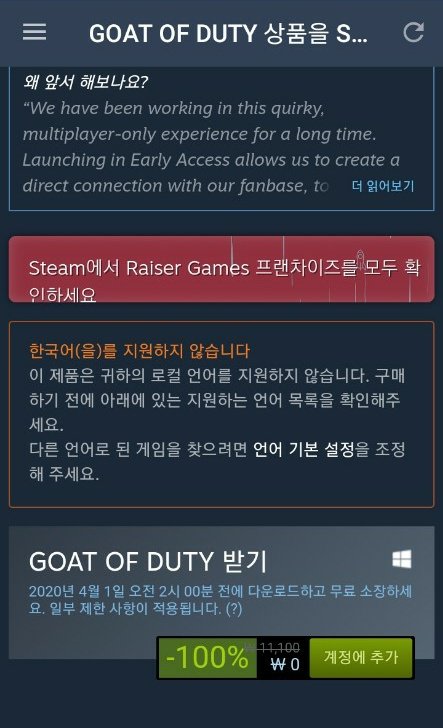 GOAT OF DUTY 상품을 S...
왜 앞서 해보나요?
“We have been working in this quirky,
multiplayer-only experience for a long time.
Launching in Early Access allows us to create a
direct connection with our fanbase, to 더 읽어보기
Steam에서 Raiser Games 프랜차이즈를 모두 확
인하세요
한국어(을)를 지원하지 않습니다
이 제품은 귀하의 로컬 언어를 지원하지 않습니다. 구매
하기 전에 아래에 있는 지원하는 언어 목록을 확인해주
세요.
다른 언어로 된 게임을 찾으려면 언어 기본 설정을 조정
해 주세요.
GOAT OF DUTY 받기
2020년 4월 1일 오전 2시 00분 전에 다운로드하고 무료 소장하세
요. 일부 제한 사항이 적용됩니다. (?)
-100%
₩ 11,100
₩ 0
계정에 추가